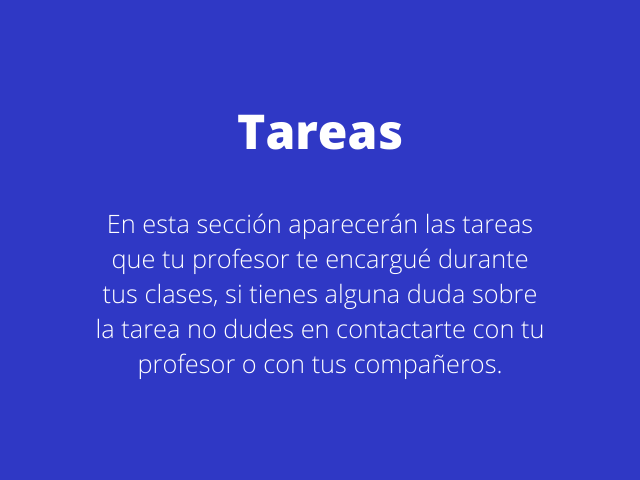 Tareas
En esta sección aparecerán las tareas
que tu profesor te encargué durante
tus clases, si tienes alguna duda sobre
la tarea no dudes en contactarte con tu
profesor o con tus compañeros.